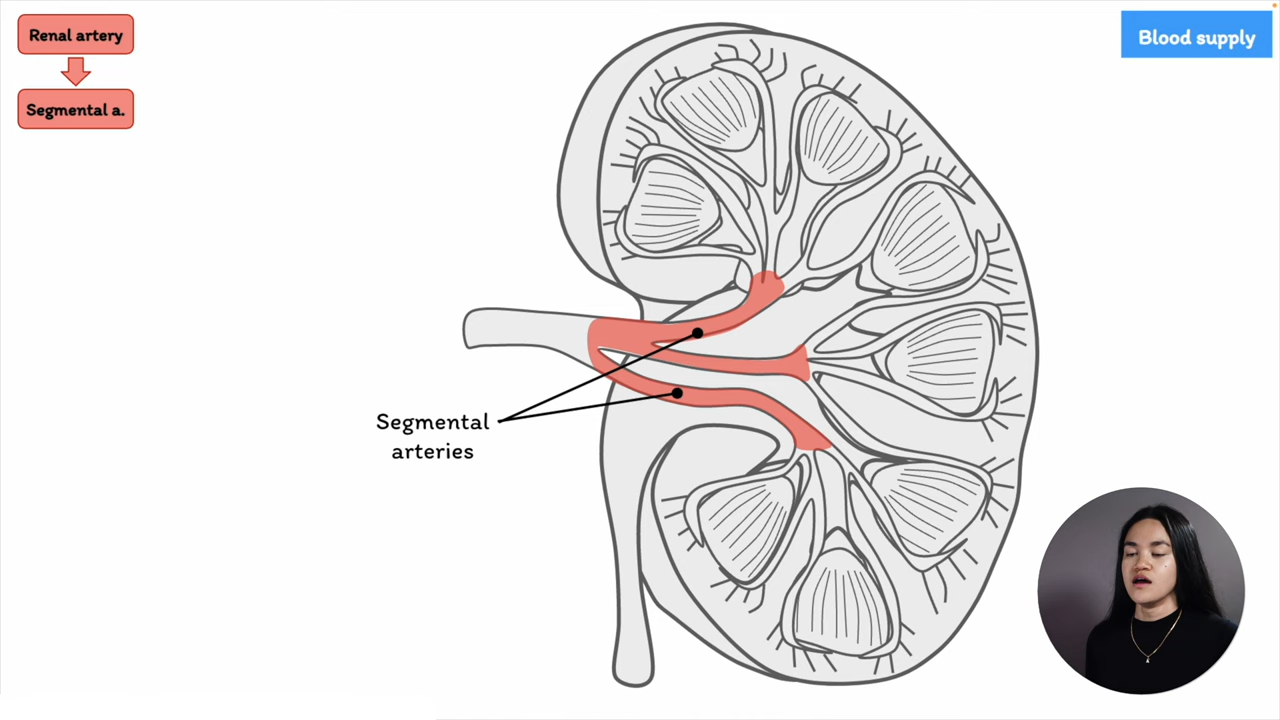 Renal artery
Segmental a.
Blood supply
Segmental
arteries